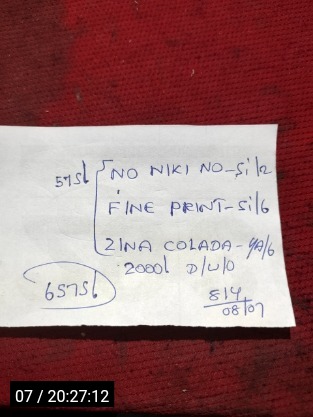 575l { NO NIKI NO-Si/2
FINE PRINT-Si/6
ZINA COLADA-YA/6
2000l D/W/O
6575l
814
08/07
07 / 20:27:12